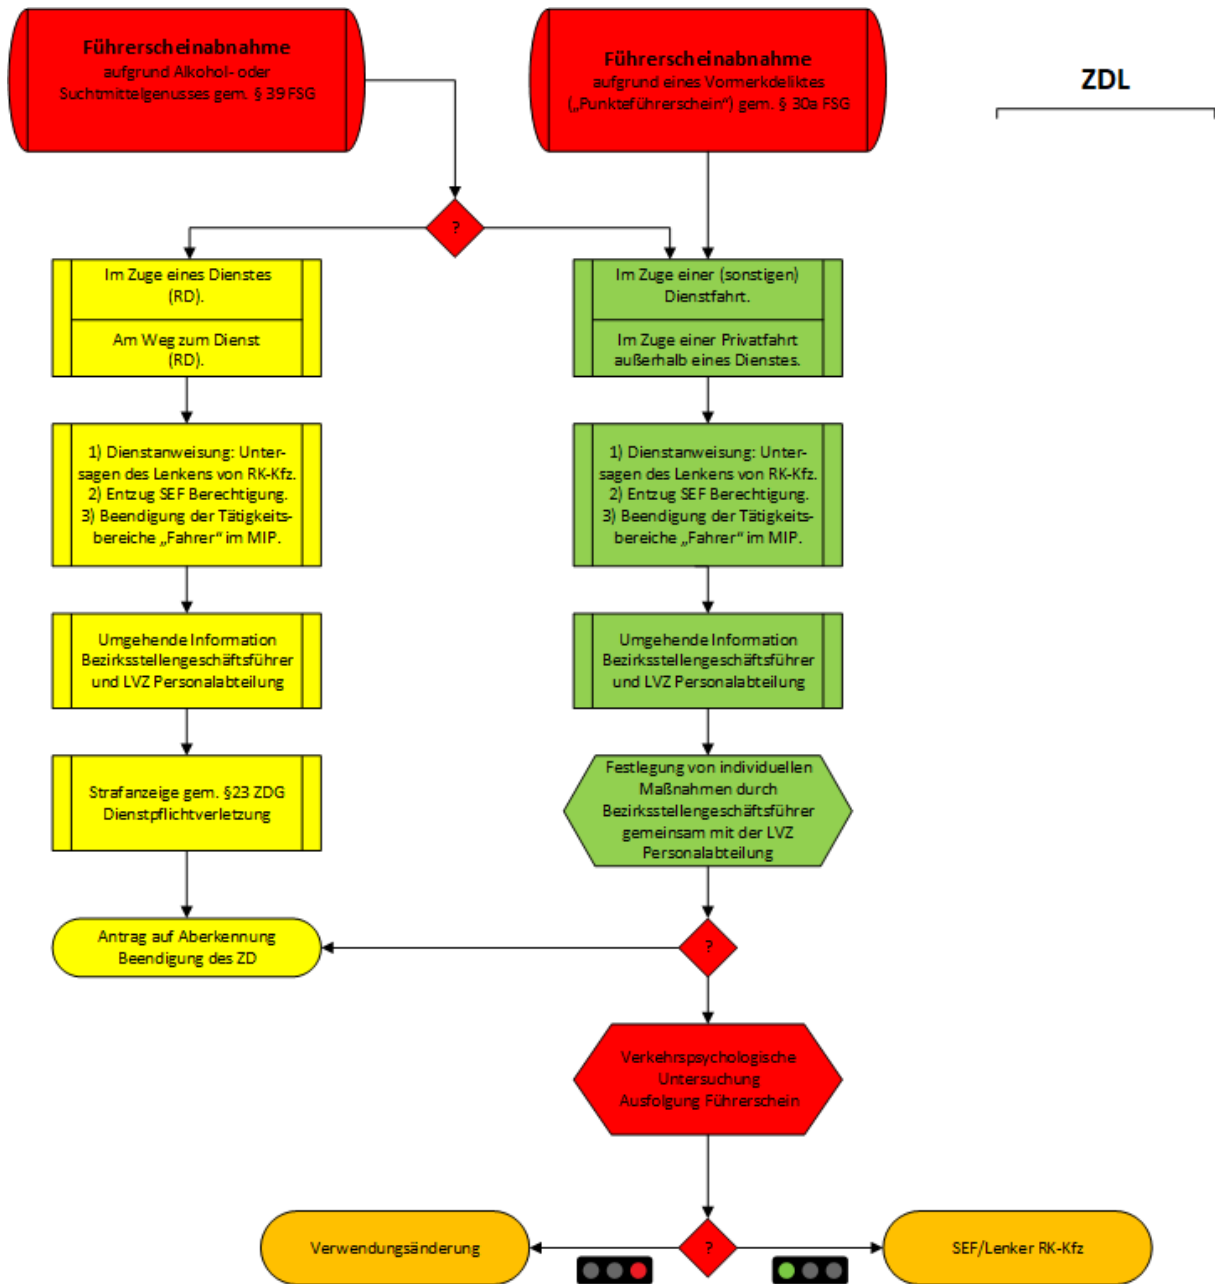 Führerscheinabnahme
aufgrund Alkohol- oder
Suchtmittelgenusses gem. § 39 FSG
Führerscheinabnahme
aufgrund eines Vormerkdeliktes
(„Punkteführerschein“) gem. § 30a FSG
ZDL
?
Im Zuge eines Dienstes
(RD).
Am Weg zum Dienst
(RD).
Im Zuge einer (sonstigen)
Dienstfahrt.
Im Zuge einer Privatfahrt
außerhalb eines Dienstes.
1) Dienstanweisung: Unter-
sagen des Lenkens von RK-Kfz.
2) Entzug SEF Berechtigung.
3) Beendigung der Tätigkeits-
bereiche „Fahrer“ im MIP.
1) Dienstanweisung: Unter-
sagen des Lenkens von RK-Kfz.
2) Entzug SEF Berechtigung.
3) Beendigung der Tätigkeits-
bereiche „Fahrer“ im MIP.
Umgehende Information
Bezirksstellengeschäftsführer
und LVZ Personalabteilung
Umgehende Information
Bezirksstellengeschäftsführer
und LVZ Personalabteilung
Strafanzeige gem. §23 ZDG
Dienstpflichtverletzung
Festlegung von individuellen
Maßnahmen durch
Bezirksstellengeschäftsführer
gemeinsam mit der LVZ
Personalabteilung
Antrag auf Aberkennung
Beendigung des ZD
?
Verkehrspsychologische
Untersuchung
Ausfolgung Führerschein
Verwendungsänderung
?
SEF/Lenker RK-Kfz